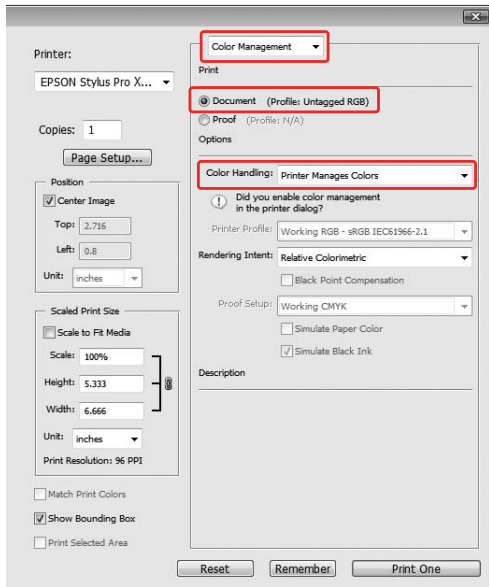 Printer:
EPSON Stylus Pro X...
Copies: 1
Page Setup...
Position
Center Image
Top: 2.716
Left: 0.8
Unit: inches
Scaled Print Size
Scale to Fit Media
Scale: 100%
Height: 5.333
Width: 6.666
Unit: inches
Print Resolution: 96 PPI
Match Print Colors
Show Bounding Box
Print Selected Area
Color Management
Print
Document (Profile: Untagged RGB)
Proof (Profile: N/A)
Options
Color Handling: Printer Manages Colors
Did you enable color management
in the printer dialog?
Printer Profile: Working RGB - sRGB IEC61966-2.1
Rendering Intent: Relative Colorimetric
Black Point Compensation
Proof Setup: Working CMYK
Simulate Paper Color
Simulate Black Ink
Description
Reset Remember Print One